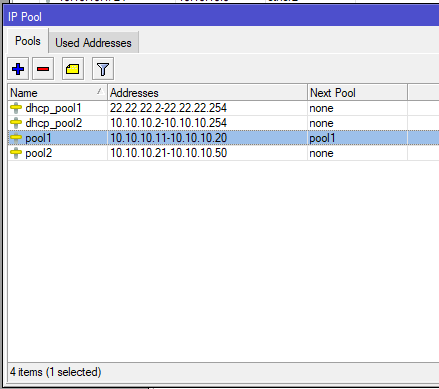 IP Pool
Pools Used Addresses
Name Addresses Next Pool
dhcp_pool1 22.22.22.2-22.22.22.254 none
dhcp_pool2 10.10.10.2-10.10.10.254 none
pool1 10.10.10.11-10.10.10.20 pool1
pool2 10.10.10.21-10.10.10.50 none
4 items (1 selected)